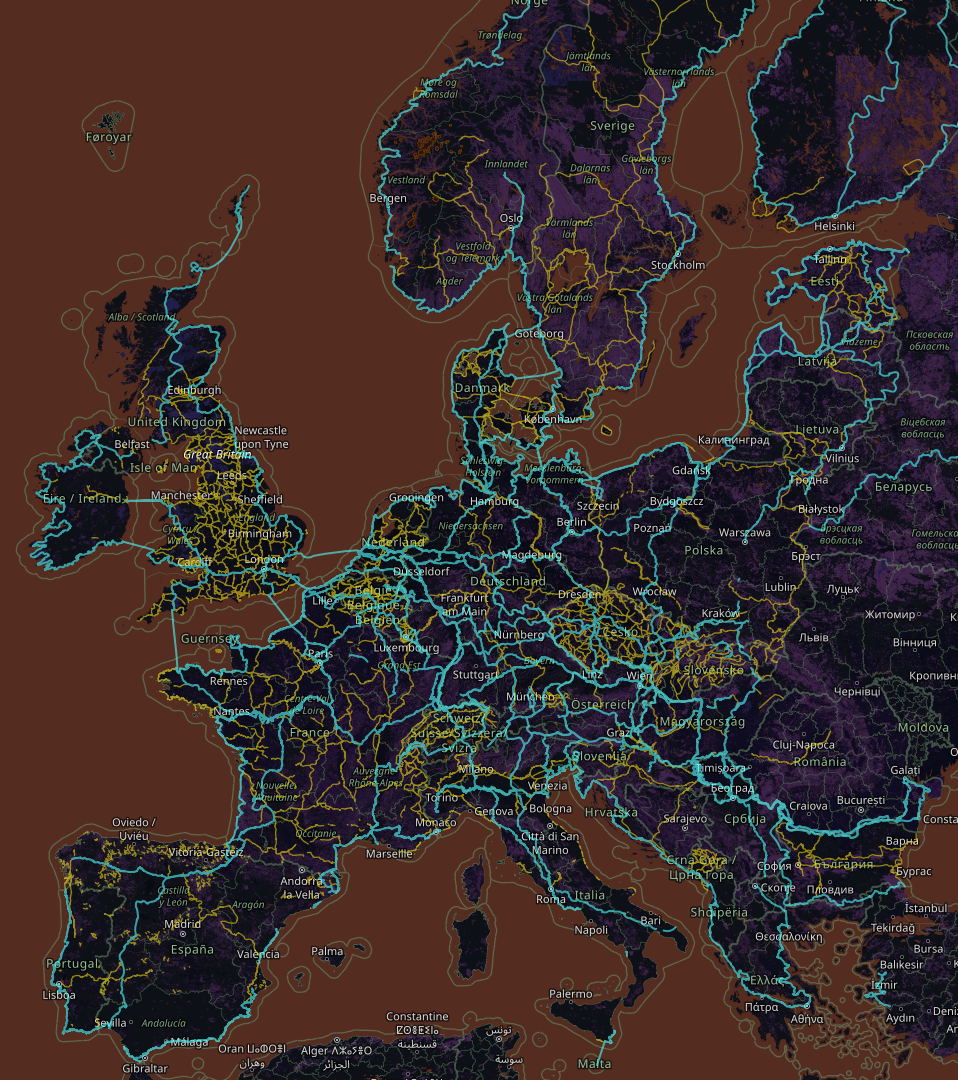 Norge
Trøndelag
Jämtlands
län
Møre og
Romsdal
Västernorrlands
län
Føroyar
Sverige
Innlandet
Dalarnas
län
Gävleborgs
län
Vestland
Bergen
Oslo
Värmlands
län
Helsinki
Vestfold
og Telemark
Stockholm
Tallinn
Eesti
Agder
Västra Götalands
län
Alba / Scotland
Göteborg
Псковская
область
Vidzeme
Latvija
Edinburgh
Danmark
United Kingdom
København
Newcastle
upon Tyne
Lietuva
Віцебская
вобласць
Belfast
Great Britain
Калининград
Isle of Man
Leeds
Schleswig-
Holstein
Mecklenburg-
Vorpommern
Gdańsk
Vilnius
Гродна
Беларусь
Éire / Ireland
Manchester
Sheffield
Groningen
Hamburg
Szczecin
Bydgoszcz
Białystok
England
Cymru /
Wales
Birmingham
Niedersachsen
Berlin
Poznań
Warszawa
Брэсцкая
вобласць
Гомельская
вобласць
Nederland
Magdeburg
Polska
Брэст
Cardiff
London
Düsseldorf
Deutschland
Lille
België /
Belgique /
Belgien
Frankfurt
am Main
Dresden
Wrocław
Lublin
Луцьк
Kraków
Житомир
Guernsey
Nürnberg
Česko
Львів
Вінниця
Luxembourg
Paris
Grand Est
Bayern
Stuttgart
Linz
Wien
Slovensko
Кропивн
Rennes
München
Чернівці
Centre-Val
de Loire
Österreich
Nantes
France
Schweiz/
Suisse/Svizzera/
Svizra
Magyarország
Moldova
Graz
Cluj-Napoca
Slovenija
România
Auvergne-
Rhône-Alpes
Milano
Timișoara
Galați
Nouvelle-
Aquitaine
Torino
Venezia
Београд
Craiova
București
Genova
Bologna
Hrvatska
Sarajevo
Србија
Consta
Oviedo /
Uviéu
Occitanie
Monaco
Città di San
Marino
Варна
Vitoria-Gasteiz
Marseille
Crna Gora /
Црна Гора
София
България
Бургас
Andorra
la Vella
Castilla
y León
Aragón
Roma
Italia
Скопје
Пловдив
İstanbul
Madrid
Shqipëria
Bari
Tekirdağ
Napoli
Θεσσαλονίκη
España
Bursa
Palma
València
Portugal
Balıkesir
Ελλάς
İzmir
Lisboa
Palermo
Πάτρα
Αθήνα
Aydın
Deniz
Sevilla
Andalucía
Constantine
ⵇⵙⴻⵏⵟⵉⵏⴰ
قسنطينة
تونس
Málaga
Oran
وهران
Alger
الجزائر
سوسة
Gibraltar
Malta